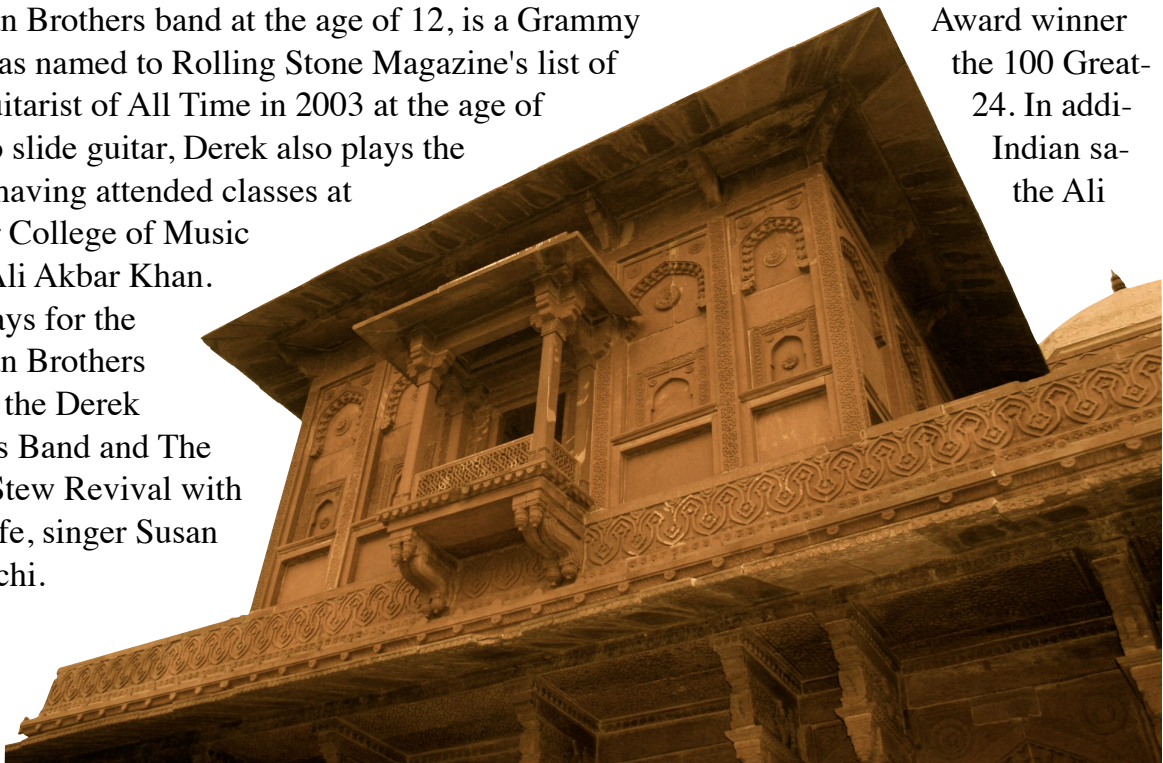 n Brothers band at the age of 12, is a Grammy Award winner
as named to Rolling Stone Magazine's list of the 100 Great-
uitarist of All Time in 2003 at the age of 24. In addi-
o slide guitar, Derek also plays the Indian sa-
having attended classes at the Ali
r College of Music
Ali Akbar Khan.
ays for the
n Brothers
the Derek
s Band and The
Stew Revival with
fe, singer Susan
chi.